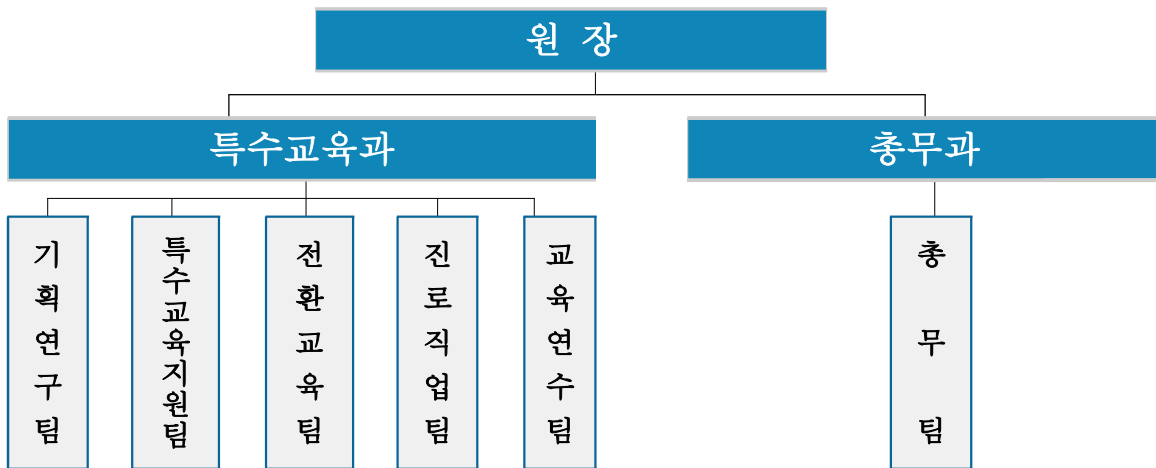 원 장
특수교육과
총무과
기획연구팀
특수교육지원팀
전환교육팀
진로직업팀
교육연수팀
총무팀